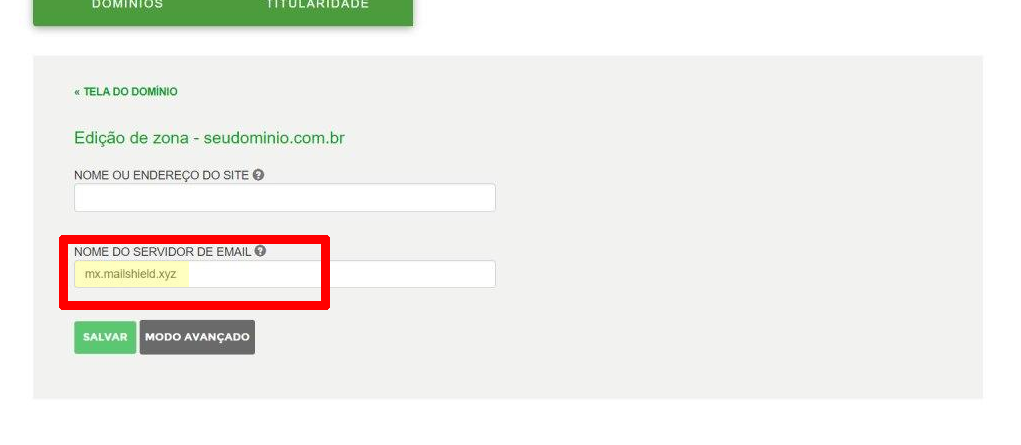 DOMÍNIOS TITULARIDADE
« TELA DO DOMÍNIO
Edição de zona - seudominio.com.br
NOME OU ENDEREÇO DO SITE ?
NOME DO SERVIDOR DE EMAIL ?
mx.mailshield.xyz
SALVAR MODO AVANÇADO